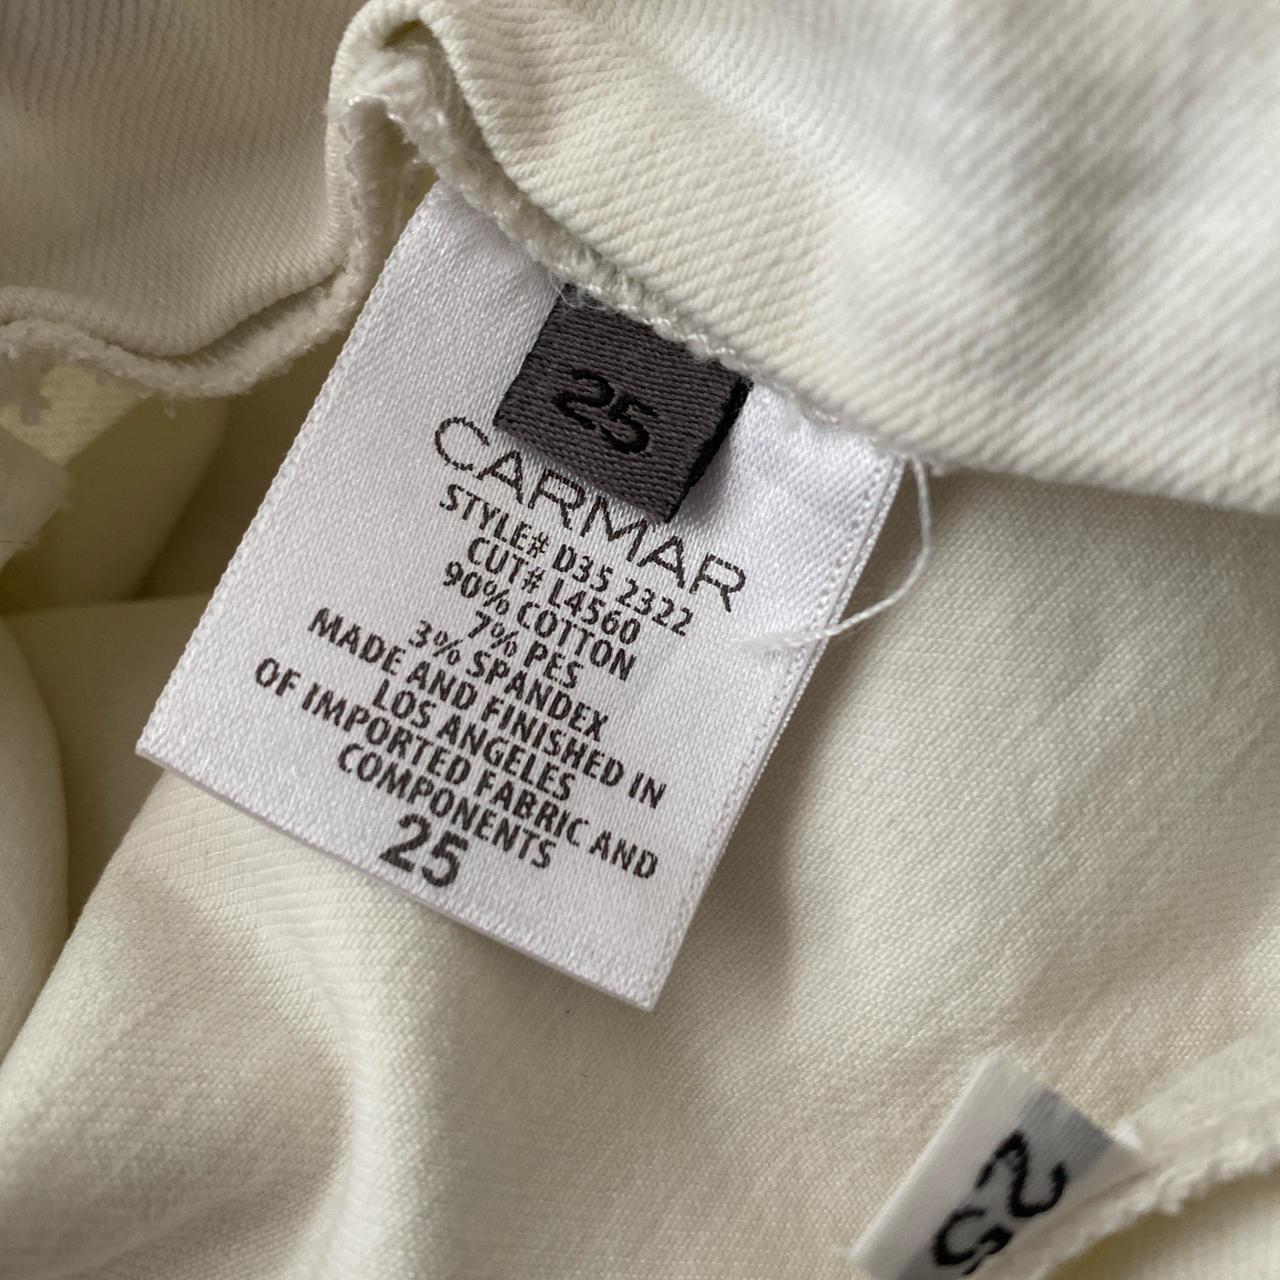 25
CARMAR
STYLE# D35 2322
CUT# L4560
90% COTTON
7% PES
3% SPANDEX
MADE AND FINISHED IN
LOS ANGELES
OF IMPORTED FABRIC AND
COMPONENTS
25
25